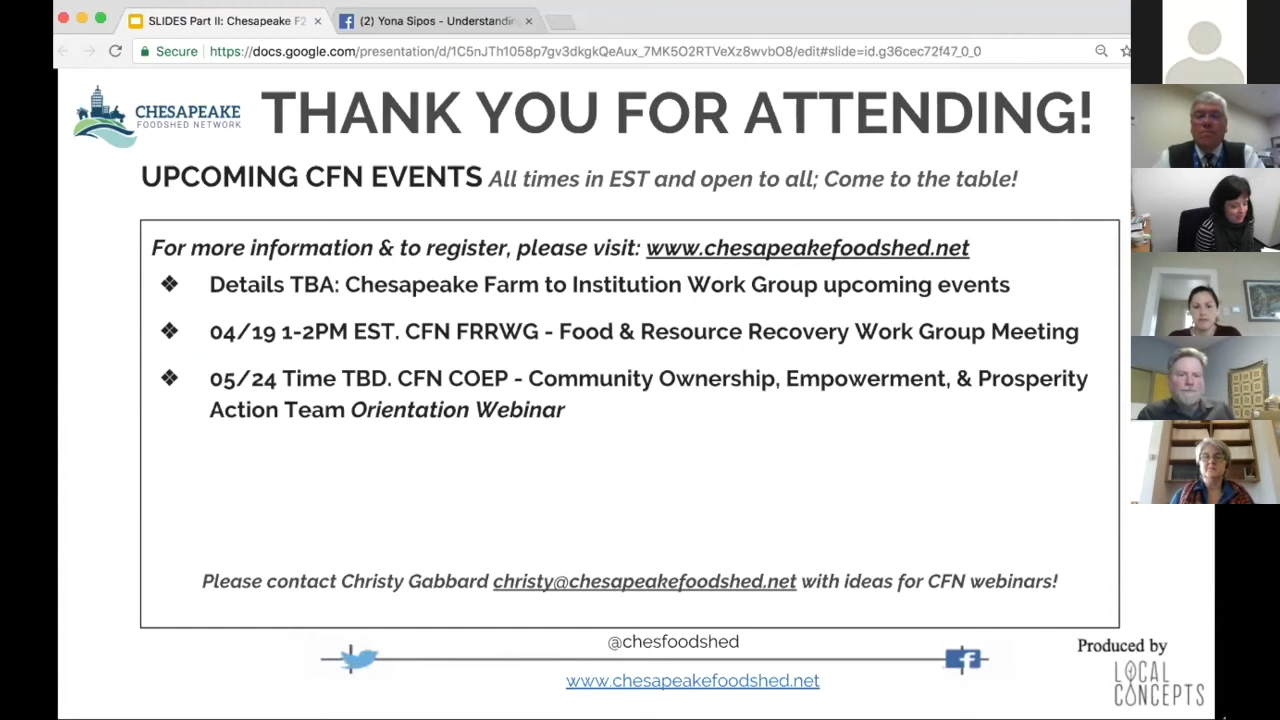 SLIDES Part II: Chesapeake F2
(2) Yona Sipos - Understanding
Secure https://docs.google.com/presentation/d/1C5nJTh1058p7gv3dkgkQeAux_7MK5O2RTVeXz8wvbO8/edit#slide=id.g36cec72f47_0_0
CHESAPEAKE
FOODSHED NETWORK
THANK YOU FOR ATTENDING!
UPCOMING CFN EVENTS All times in EST and open to all; Come to the table!
For more information & to register, please visit: www.chesapeakefoodshed.net
❖ Details TBA: Chesapeake Farm to Institution Work Group upcoming events
❖ 04/19 1-2PM EST. CFN FRRWG - Food & Resource Recovery Work Group Meeting
❖ 05/24 Time TBD. CFN COEP - Community Ownership, Empowerment, & Prosperity
Action Team Orientation Webinar
Please contact Christy Gabbard christy@chesapeakefoodshed.net with ideas for CFN webinars!
@chesfoodshed
www.chesapeakefoodshed.net
Produced by
LOCAL
CONCEPTS